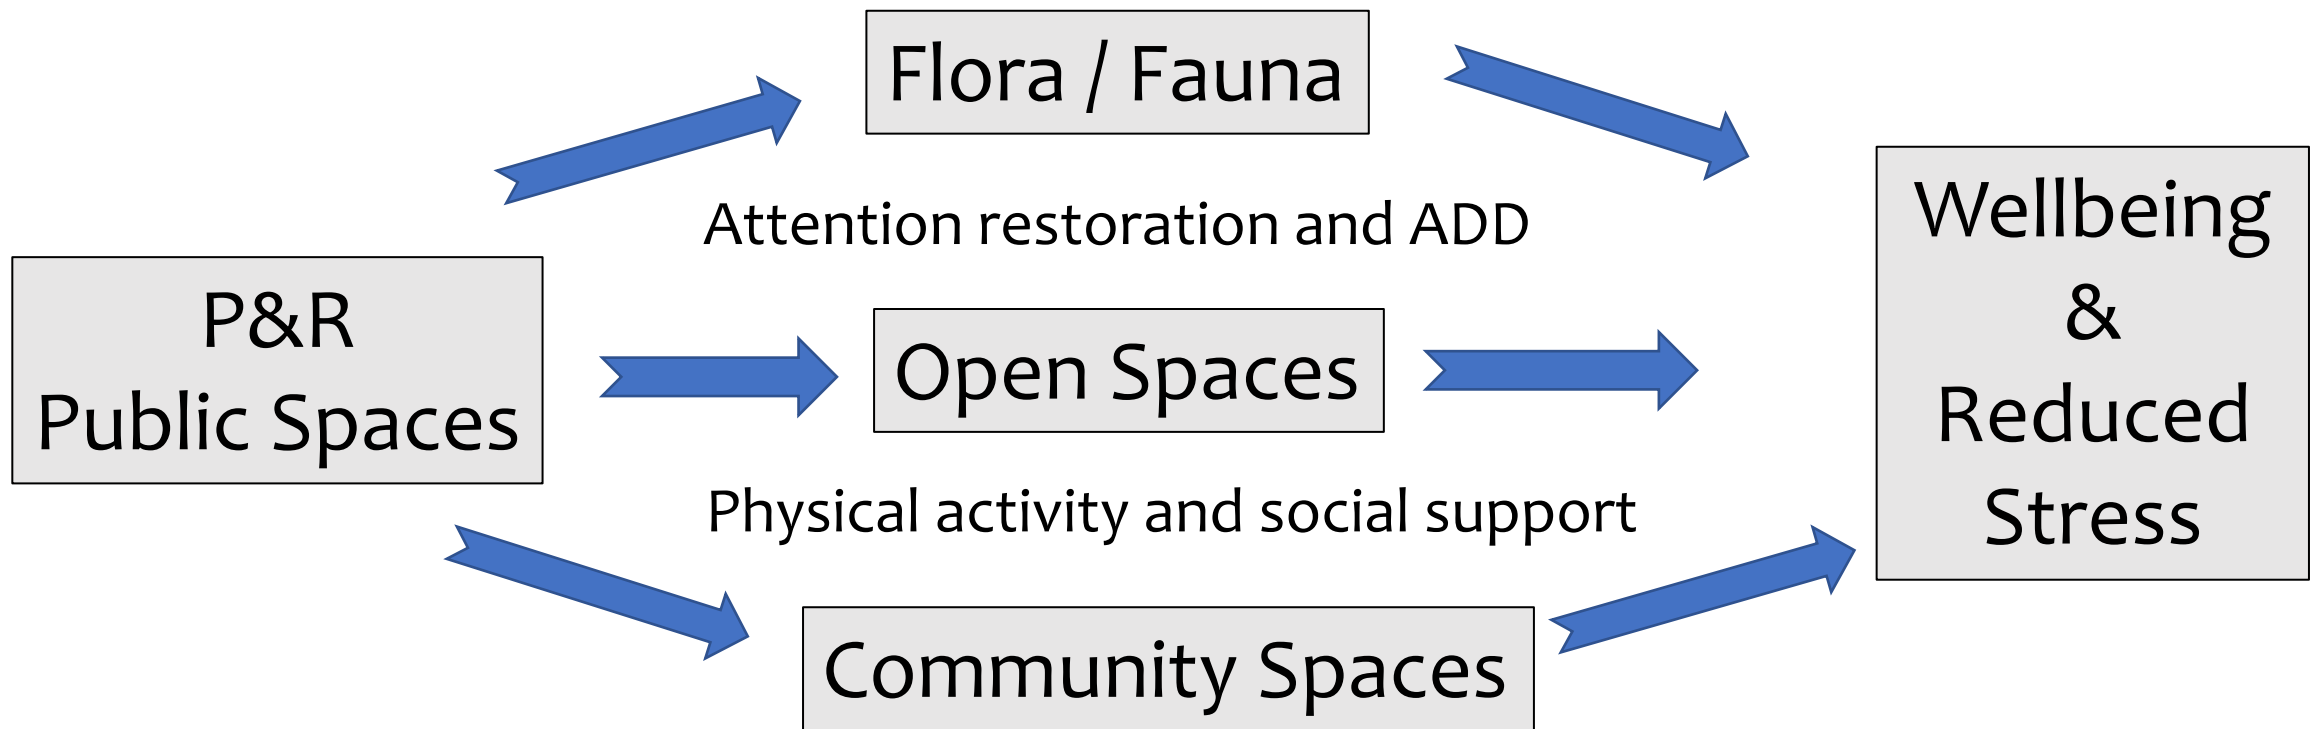 Flora / Fauna
Attention restoration and ADD
P&R
Public Spaces
Open Spaces
Physical activity and social support
Community Spaces
Wellbeing
&
Reduced
Stress